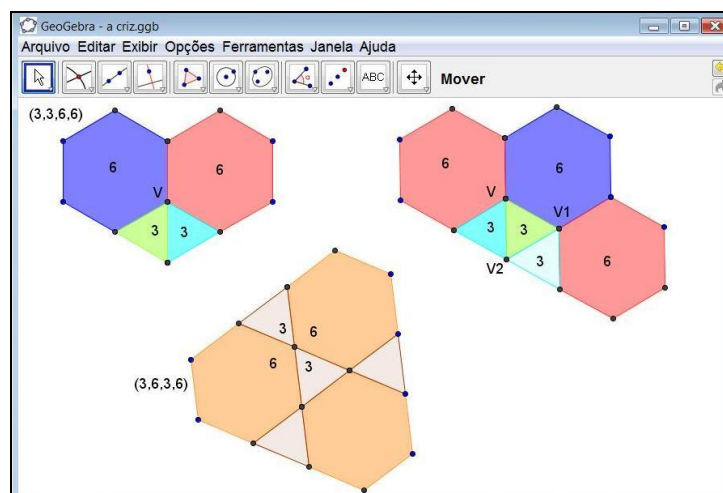 GeoGebra - a criz.ggb
Arquivo Editar Exibir Opções Ferramentas Janela Ajuda
ABC
Mover
(3,3,6,6)
6
6
V
3
3
6
6
V
V1
3
3
V2
3
6
3
6
6
3
(3,6,3,6)